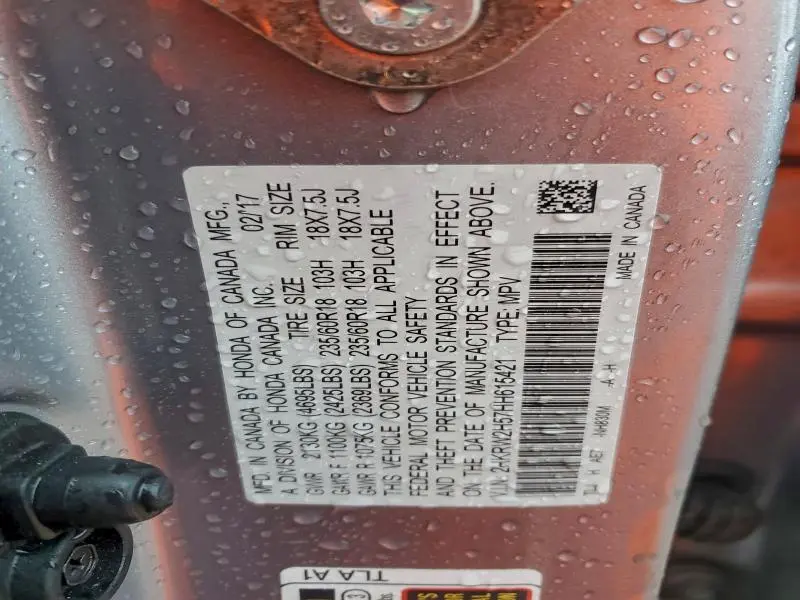 MFD. IN CANADA BY HONDA OF CANADA MFG.,
A DIVISION OF HONDA CANADA INC. 02/17
GVWR 2130KG (4695LBS) TIRE SIZE RIM SIZE
GAWR F 1100KG (2425LBS) 235/60R18 103H 18X7.5J
GAWR R 1075KG (2369LBS) 235/60R18 103H 18X7.5J
THIS VEHICLE CONFORMS TO ALL APPLICABLE
FEDERAL MOTOR VEHICLE SAFETY
AND THEFT PREVENTION STANDARDS IN EFFECT
ON THE DATE OF MANUFACTURE SHOWN ABOVE.
V.I.N: 2HKRW2H57HH615421 TYPE: MPV
NH830M A H
MADE IN CANADA
TLA A1